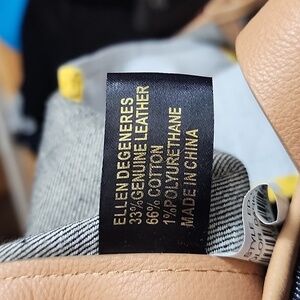 ELLEN DEGENERES
33% GENUINE LEATHER
66% COTTON
1%POLYURETHANE
MADE IN CHINA